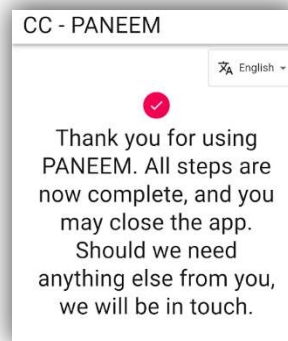 CC - PANEEM
English
Thank you for using
PANEEM. All steps are
now complete, and you
may close the app.
Should we need
anything else from you,
we will be in touch.